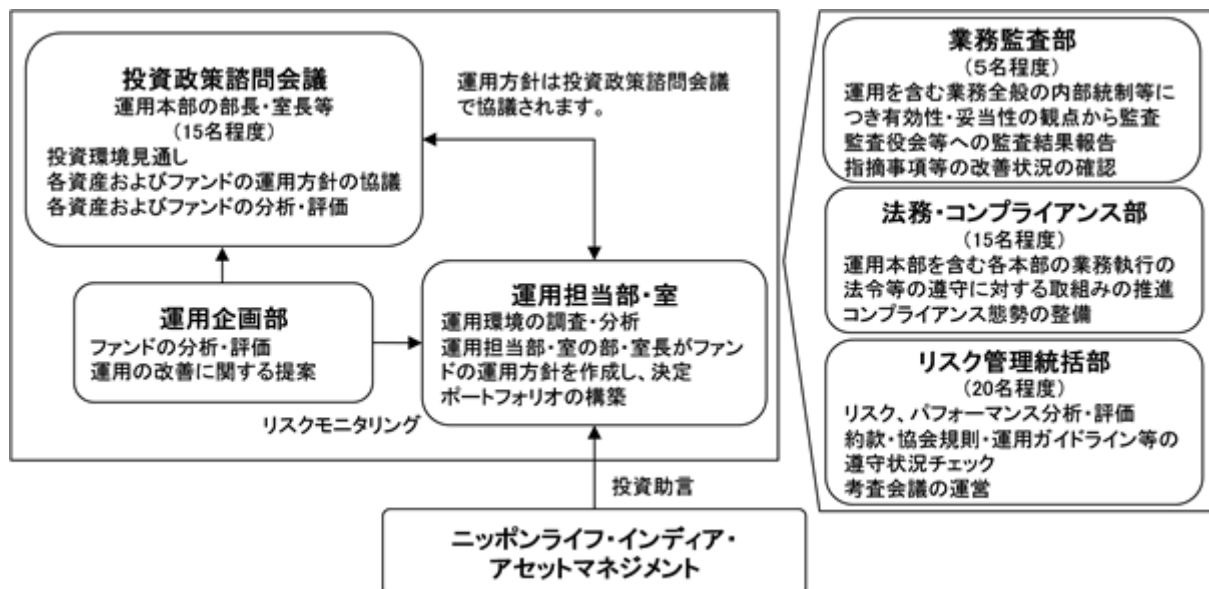 投資政策諮問会議
運用本部の部長・室長等
(15名程度)
投資環境見通し
各資産およびファンドの運用方針の協議
各資産およびファンドの分析・評価
運用方針は投資政策諮問会議
で協議されます。
運用企画部
ファンドの分析・評価
運用の改善に関する提案
リスクモニタリング
運用担当部・室
運用環境の調査・分析
運用担当部・室の部・室長がファン
ドの運用方針を作成し、決定
ポートフォリオの構築
投資助言
ニッポンライフ・インディア・
アセットマネジメント
業務監査部
(5名程度)
運用を含む業務全般の内部統制等に
つき有効性・妥当性の観点から監査
監査役会等への監査結果報告
指摘事項等の改善状況の確認
法務・コンプライアンス部
(15名程度)
運用本部を含む各本部の業務執行の
法令等の遵守に対する取組みの推進
コンプライアンス態勢の整備
リスク管理統括部
(20名程度)
リスク、パフォーマンス分析・評価
約款・協会規則・運用ガイドライン等の
遵守状況チェック
考査会議の運営